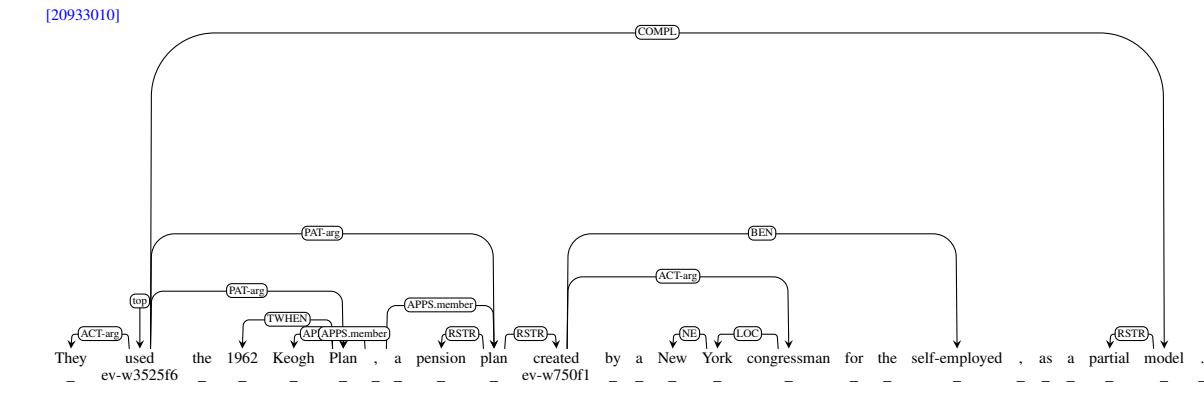 [20933010]
COMPL
PAT-arg BEN
ACT-arg
top PAT-arg APPS.member
TWHEN
ACT-arg AP APPS.member RSTR RSTR NE LOC RSTR
They used the 1962 Keogh Plan , a pension plan created by a New York congressman for the self-employed , as a partial model .
_ ev-w3525f6 _ _ _ _ _ _ _ _ ev-w750f1 _ _ _ _ _ _ _ _ _ _ _ _ _ _